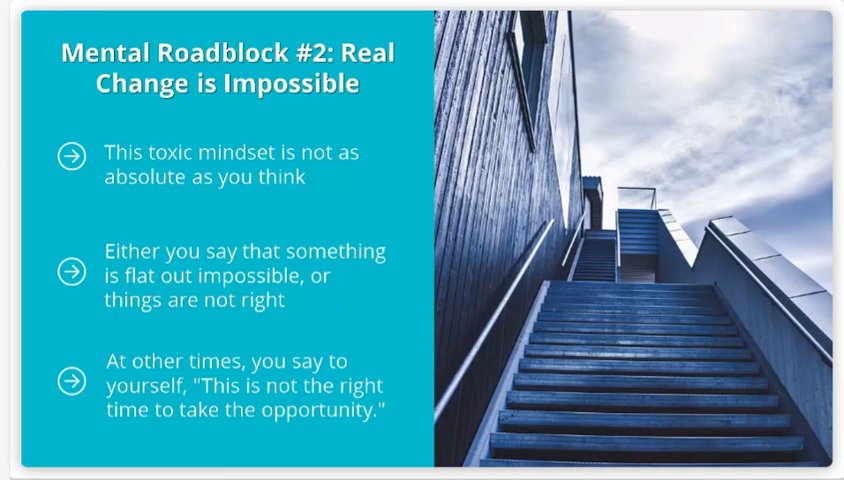 Mental Roadblock #2: Real
Change is Impossible
This toxic mindset is not as
absolute as you think
Either you say that something
is flat out impossible, or
things are not right
At other times, you say to
yourself, "This is not the right
time to take the opportunity."